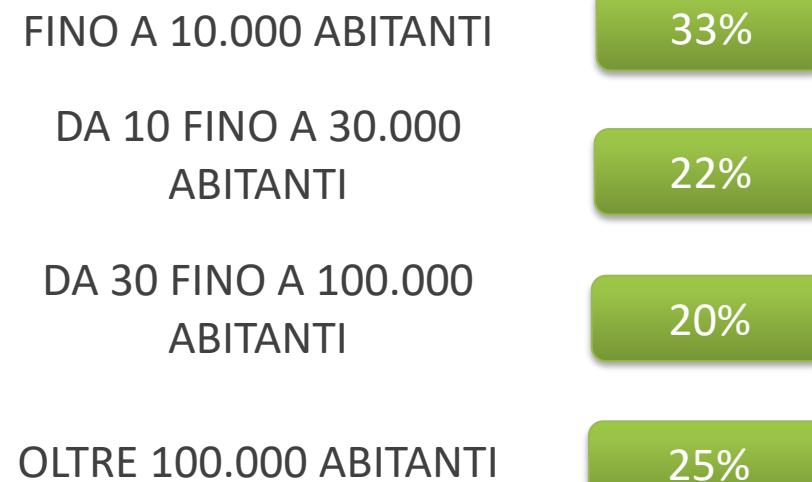 FINO A 10.000 ABITANTI 33%
DA 10 FINO A 30.000
ABITANTI 22%
DA 30 FINO A 100.000
ABITANTI 20%
OLTRE 100.000 ABITANTI 25%